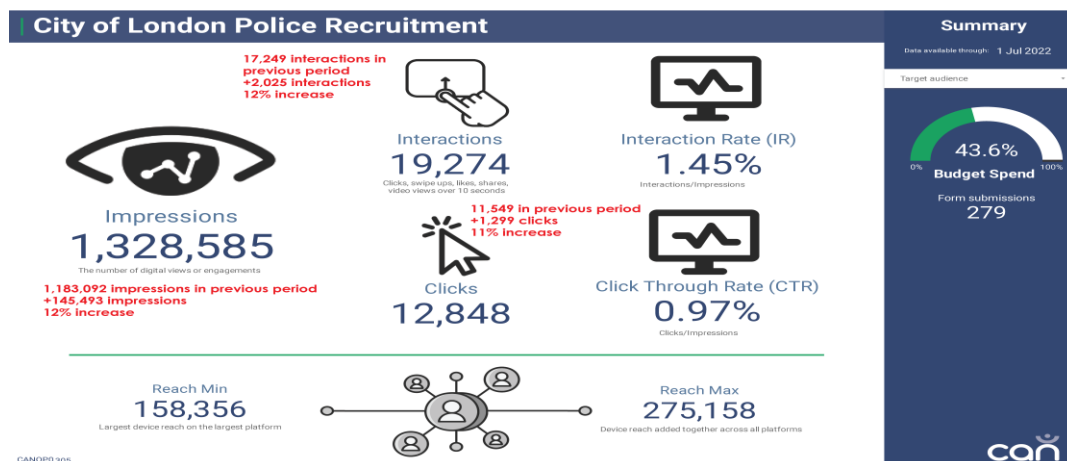 City of London Police Recruitment
17,249 interactions in
previous period
+2,025 interactions
12% increase
Interactions
19,274
Clicks, swipe ups, likes, shares,
video views over 10 seconds
Interaction Rate (IR)
1.45%
Interactions/Impressions
Impressions
1,328,585
The number of digital views or engagements
1,183,092 impressions in previous period
+145,493 impressions
12% increase
11,549 in previous period
+1,299 clicks
11% increase
Clicks
12,848
Click Through Rate (CTR)
0.97%
Clicks/Impressions
Reach Min
158,356
Largest device reach on the largest platform
Reach Max
275,158
Device reach added together across all platforms
Summary
Data available through: 1 Jul 2022
Target audience
43.6%
0% 100%
Budget Spend
Form submissions
279
can